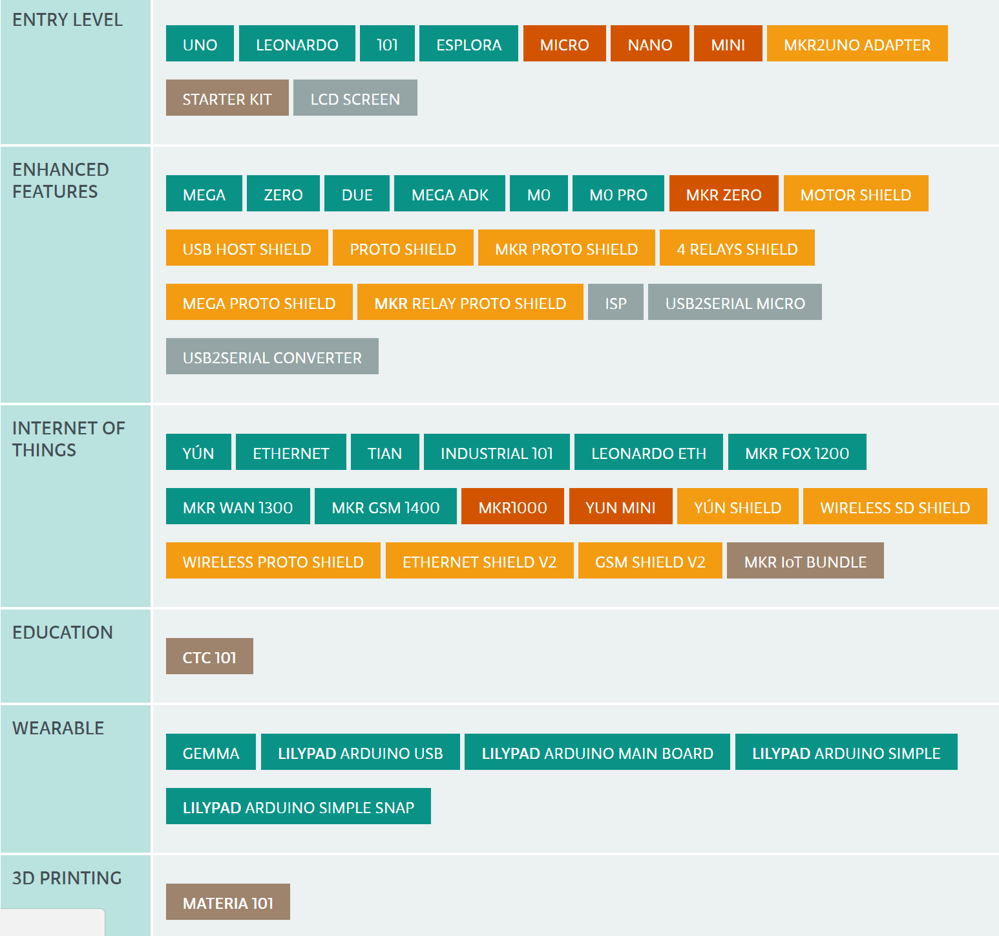 ENTRY LEVEL
UNO LEONARDO 101 ESPLORA MICRO NANO MINI MKR2UNO ADAPTER
STARTER KIT LCD SCREEN
ENHANCED
FEATURES
MEGA ZERO DUE MEGA ADK M0 M0 PRO MKR ZERO MOTOR SHIELD
USB HOST SHIELD PROTO SHIELD MKR PROTO SHIELD 4 RELAYS SHIELD
MEGA PROTO SHIELD MKR RELAY PROTO SHIELD ISP USB2SERIAL MICRO
USB2SERIAL CONVERTER
INTERNET OF
THINGS
YÚN ETHERNET TIAN INDUSTRIAL 101 LEONARDO ETH MKR FOX 1200
MKR WAN 1300 MKR GSM 1400 MKR1000 YUN MINI YÚN SHIELD WIRELESS SD SHIELD
WIRELESS PROTO SHIELD ETHERNET SHIELD V2 GSM SHIELD V2 MKR IoT BUNDLE
EDUCATION
CTC 101
WEARABLE
GEMMA LILYPAD ARDUINO USB LILYPAD ARDUINO MAIN BOARD LILYPAD ARDUINO SIMPLE
LILYPAD ARDUINO SIMPLE SNAP
3D PRINTING
MATERIA 101